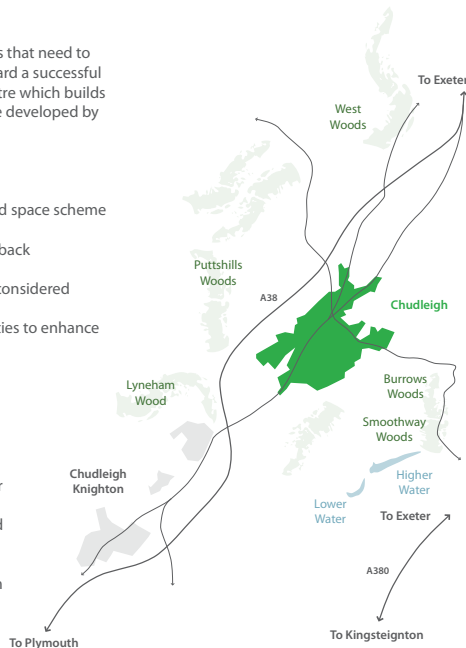 s that need to
ard a successful
tre which builds
e developed by
d space scheme
back
considered
ties to enhance
r
d
n
To Exeter
West
Woods
Puttshills
Woods
A38
Chudleigh
Lyneham
Wood
Burrows
Woods
Smoothway
Woods
Chudleigh
Knighton
Higher
Water
Lower
Water
To Exeter
A380
To Kingsteignton
To Plymouth